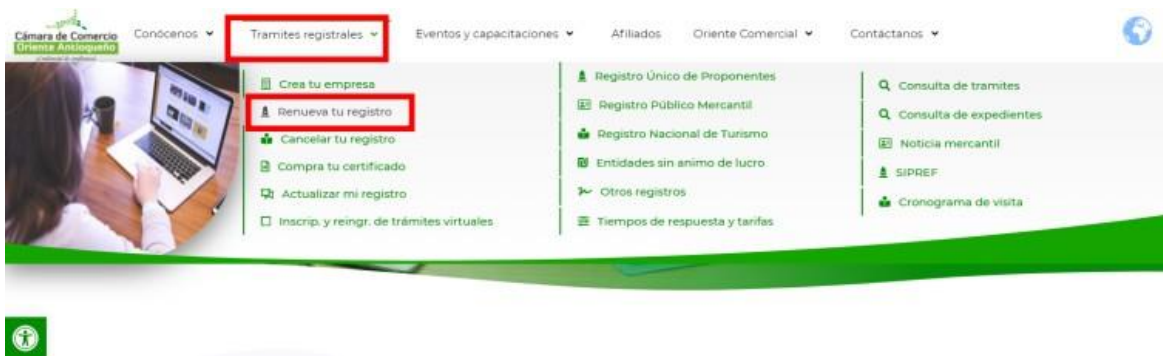 Cámara de Comercio
Oriente Antioqueño
Conócenos
Tramites registrales
Eventos y capacitaciones
Afiliados
Oriente Comercial
Contáctanos
Crea tu empresa
Renueva tu registro
Cancelar tu registro
Compra tu certificado
Actualizar mi registro
Inscrip. y reingr. de trámites virtuales
Registro Único de Proponentes
Registro Público Mercantil
Registro Nacional de Turismo
Entidades sin animo de lucro
Otros registros
Tiempos de respuesta y tarifas
Consulta de tramites
Consulta de expedientes
Noticia mercantil
SIPREF
Cronograma de visita